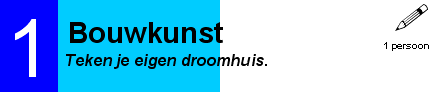 1
Bouwkunst
Teken je eigen droomhuis.
1 persoon